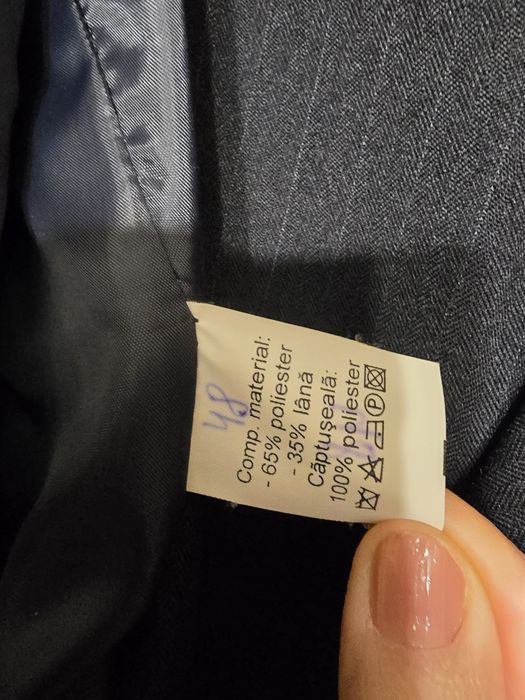 48
Comp. material:
- 65% poliester
- 35% lână
Căptușeală:
100% poliester
P